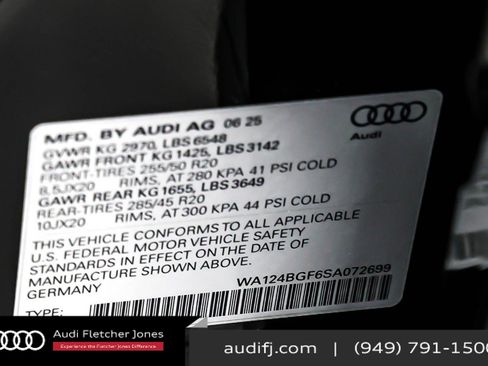 MFD. BY AUDI AG 06 25
GVWR KG 2970, LBS 6548
GAWR FRONT KG 1425, LBS 3142
FRONT-TIRES 255/50 R20
8,5JX20 RIMS, AT 280 KPA 41 PSI COLD
GAWR REAR KG 1655, LBS 3649
REAR-TIRES 285/45 R20
10JX20 RIMS, AT 300 KPA 44 PSI COLD
THIS VEHICLE CONFORMS TO ALL APPLICABLE
U.S. FEDERAL MOTOR VEHICLE SAFETY
STANDARDS IN EFFECT ON THE DATE OF
MANUFACTURE SHOWN ABOVE.
GERMANY WA124BGF6SA072699
TYPE:
Audi
Audi Fletcher Jones
Experience the Fletcher Jones Difference.
audifj.com | (949) 791-1500